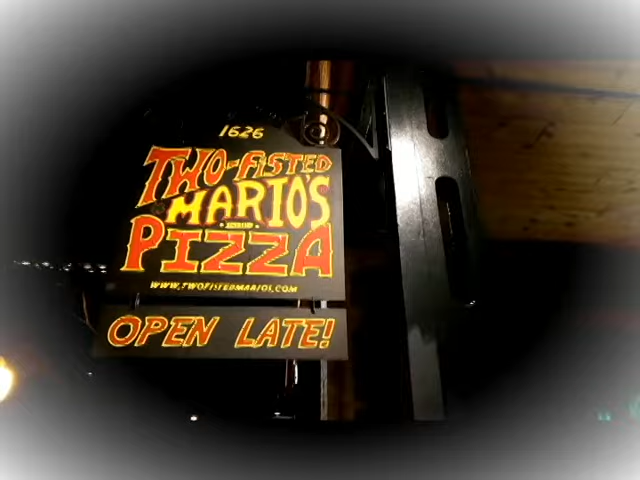 1626
TWO-FISTED
MARIO'S
PIZZA
WWW.TWOFISTEDMARIOS.COM
OPEN LATE!